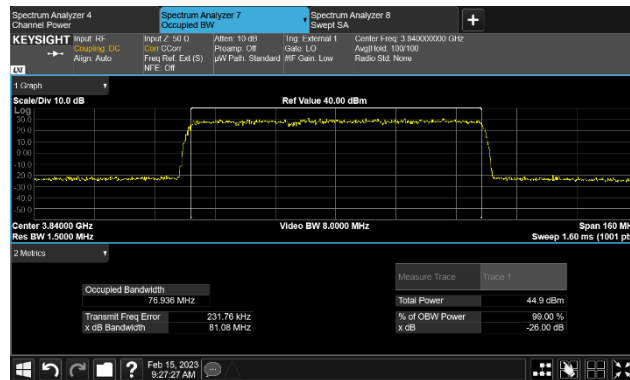 Spectrum Analyzer 4
Channel Power
Spectrum Analyzer 7
Occupied BW
Spectrum Analyzer 8
Swept SA
KEYSIGHT
Input: RF
Coupling: DC
Align: Auto
Input Z: 50 Ω
Corr CCorr
Freq Ref: Ext (S)
NFE: Off
Atten: 10 dB
Preamp: Off
µW Path: Standard
Trig: External 1
Gate: LO
#IF Gain: Low
Center Freq: 3.840000000 GHz
Avg|Hold: 100/100
Radio Std: None
LXI
1 Graph
Scale/Div 10.0 dB
Ref Value 40.00 dBm
Log
30.0
20.0
10.0
0.00
-10.0
-20.0
-30.0
-40.0
-50.0
Center 3.84000 GHz
Video BW 8.0000 MHz
Span 160 MH
Res BW 1.5000 MHz
Sweep 1.60 ms (1001 pt
2 Metrics
Measure Trace
Trace 1
Occupied Bandwidth
76.936 MHz
Total Power
44.9 dBm
Transmit Freq Error
231.76 kHz
% of OBW Power
99.00 %
x dB Bandwidth
81.08 MHz
x dB
-26.00 dB
?
Feb 15, 2023
9:27:27 AM